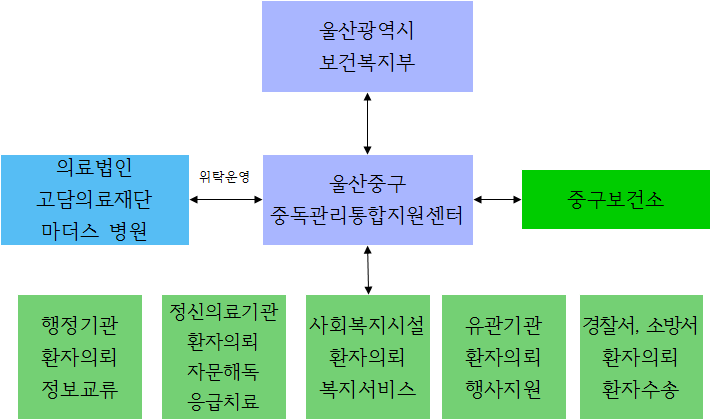 울산광역시
보건복지부
의료법인
고담의료재단
마더스 병원
위탁운영
울산중구
중독관리통합지원센터
중구보건소
행정기관
환자의뢰
정보교류
정신의료기관
환자의뢰
자문해독
응급치료
사회복지시설
환자의뢰
복지서비스
유관기관
환자의뢰
행사지원
경찰서, 소방서
환자의뢰
환자수송